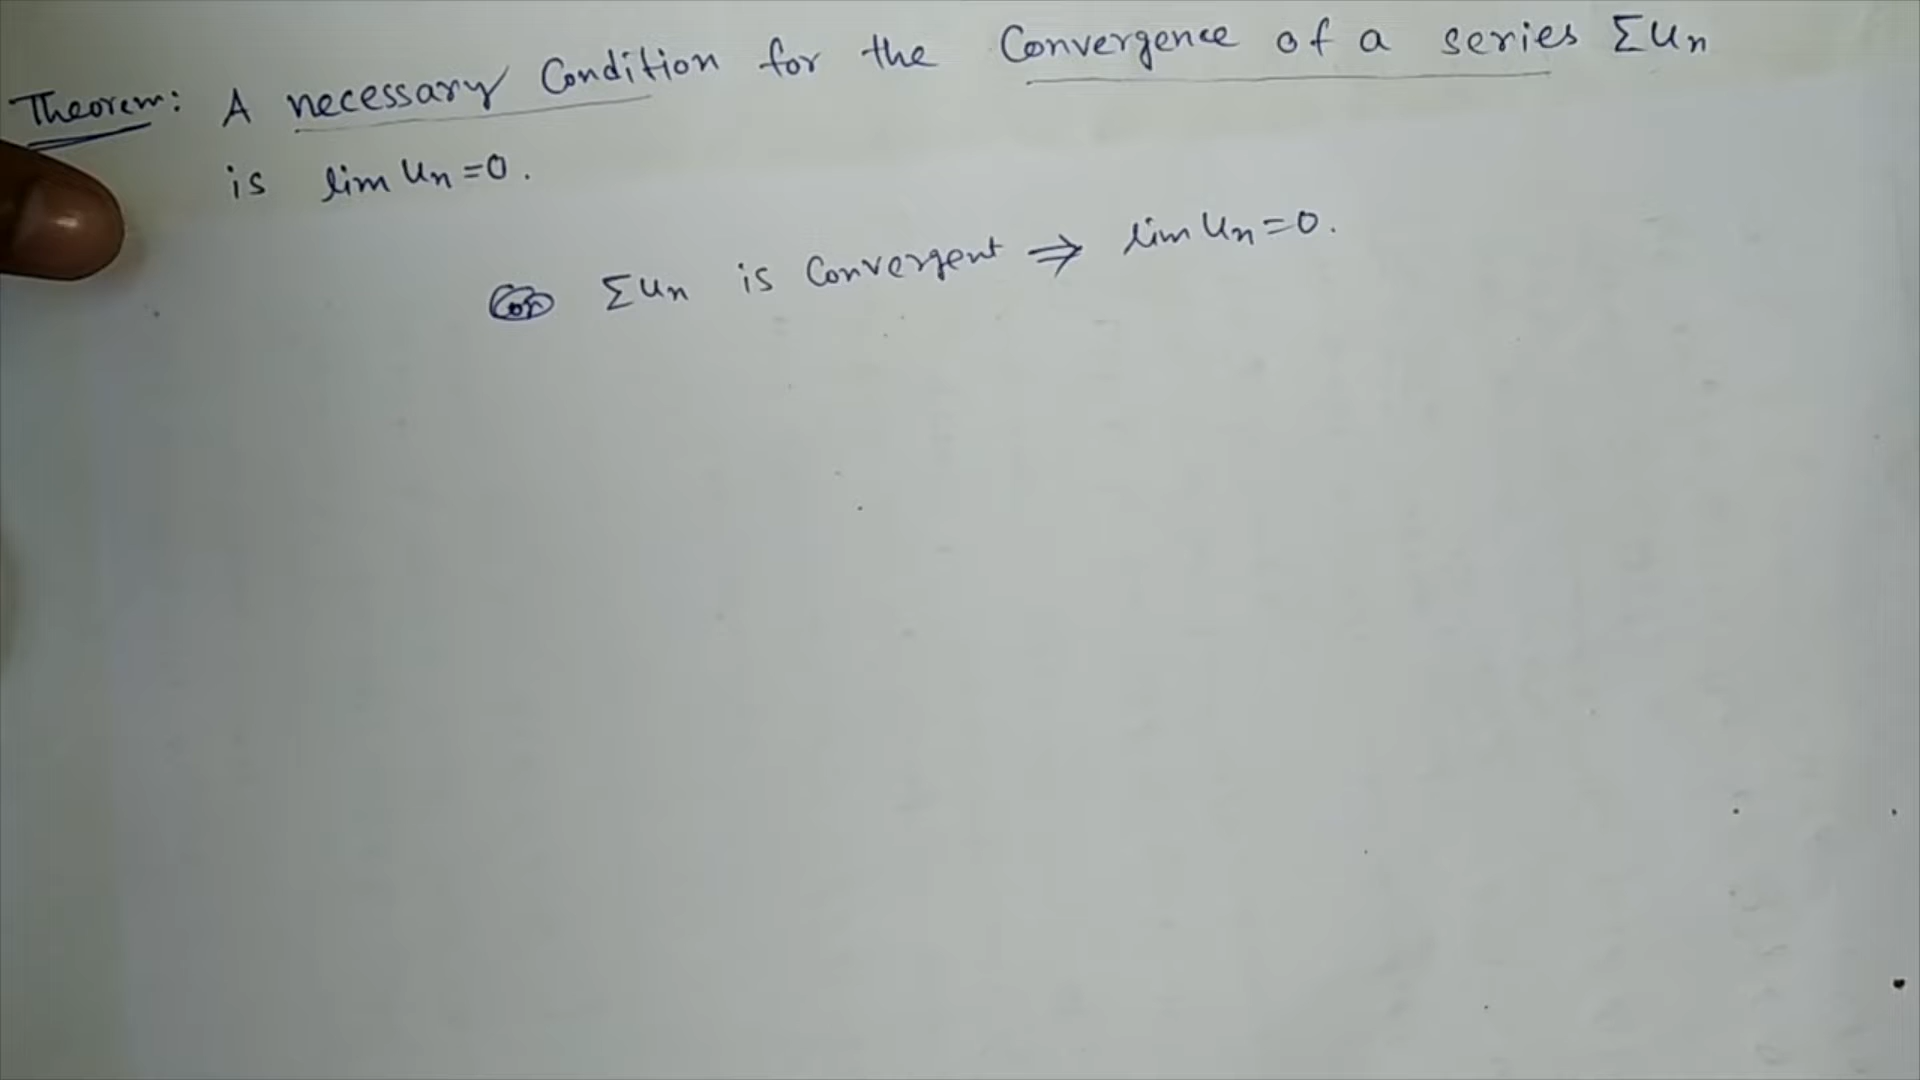 Theorem: A necessary Condition for the Convergence of a series Σun
is lim un=0.
(or) Σun is Convergent ⇒ lim un=0.